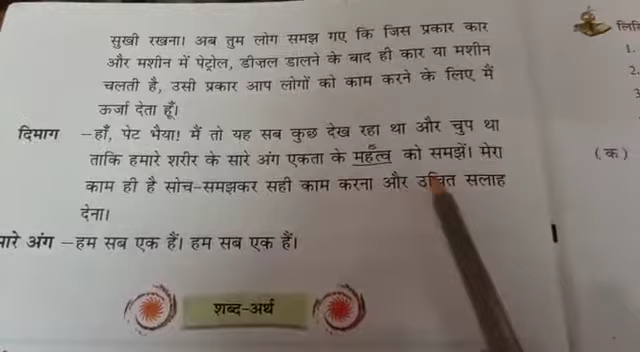 सुखी रखना। अब तुम लोग समझ गए कि जिस प्रकार कार
और मशीन में पेट्रोल, डीज़ल डालने के बाद ही कार या मशीन
चलती है, उसी प्रकार आप लोगों को काम करने के लिए मैं
ऊर्जा देता हूँ।
दिमाग –हाँ, पेट भैया! मैं तो यह सब कुछ देख रहा था और चुप था
ताकि हमारे शरीर के सारे अंग एकता के महत्व को समझें। मेरा
काम ही है सोच-समझकर सही काम करना और उचित सलाह
देना।
सारे अंग –हम सब एक हैं। हम सब एक हैं।
शब्द-अर्थ
1.
2.
3
(क)